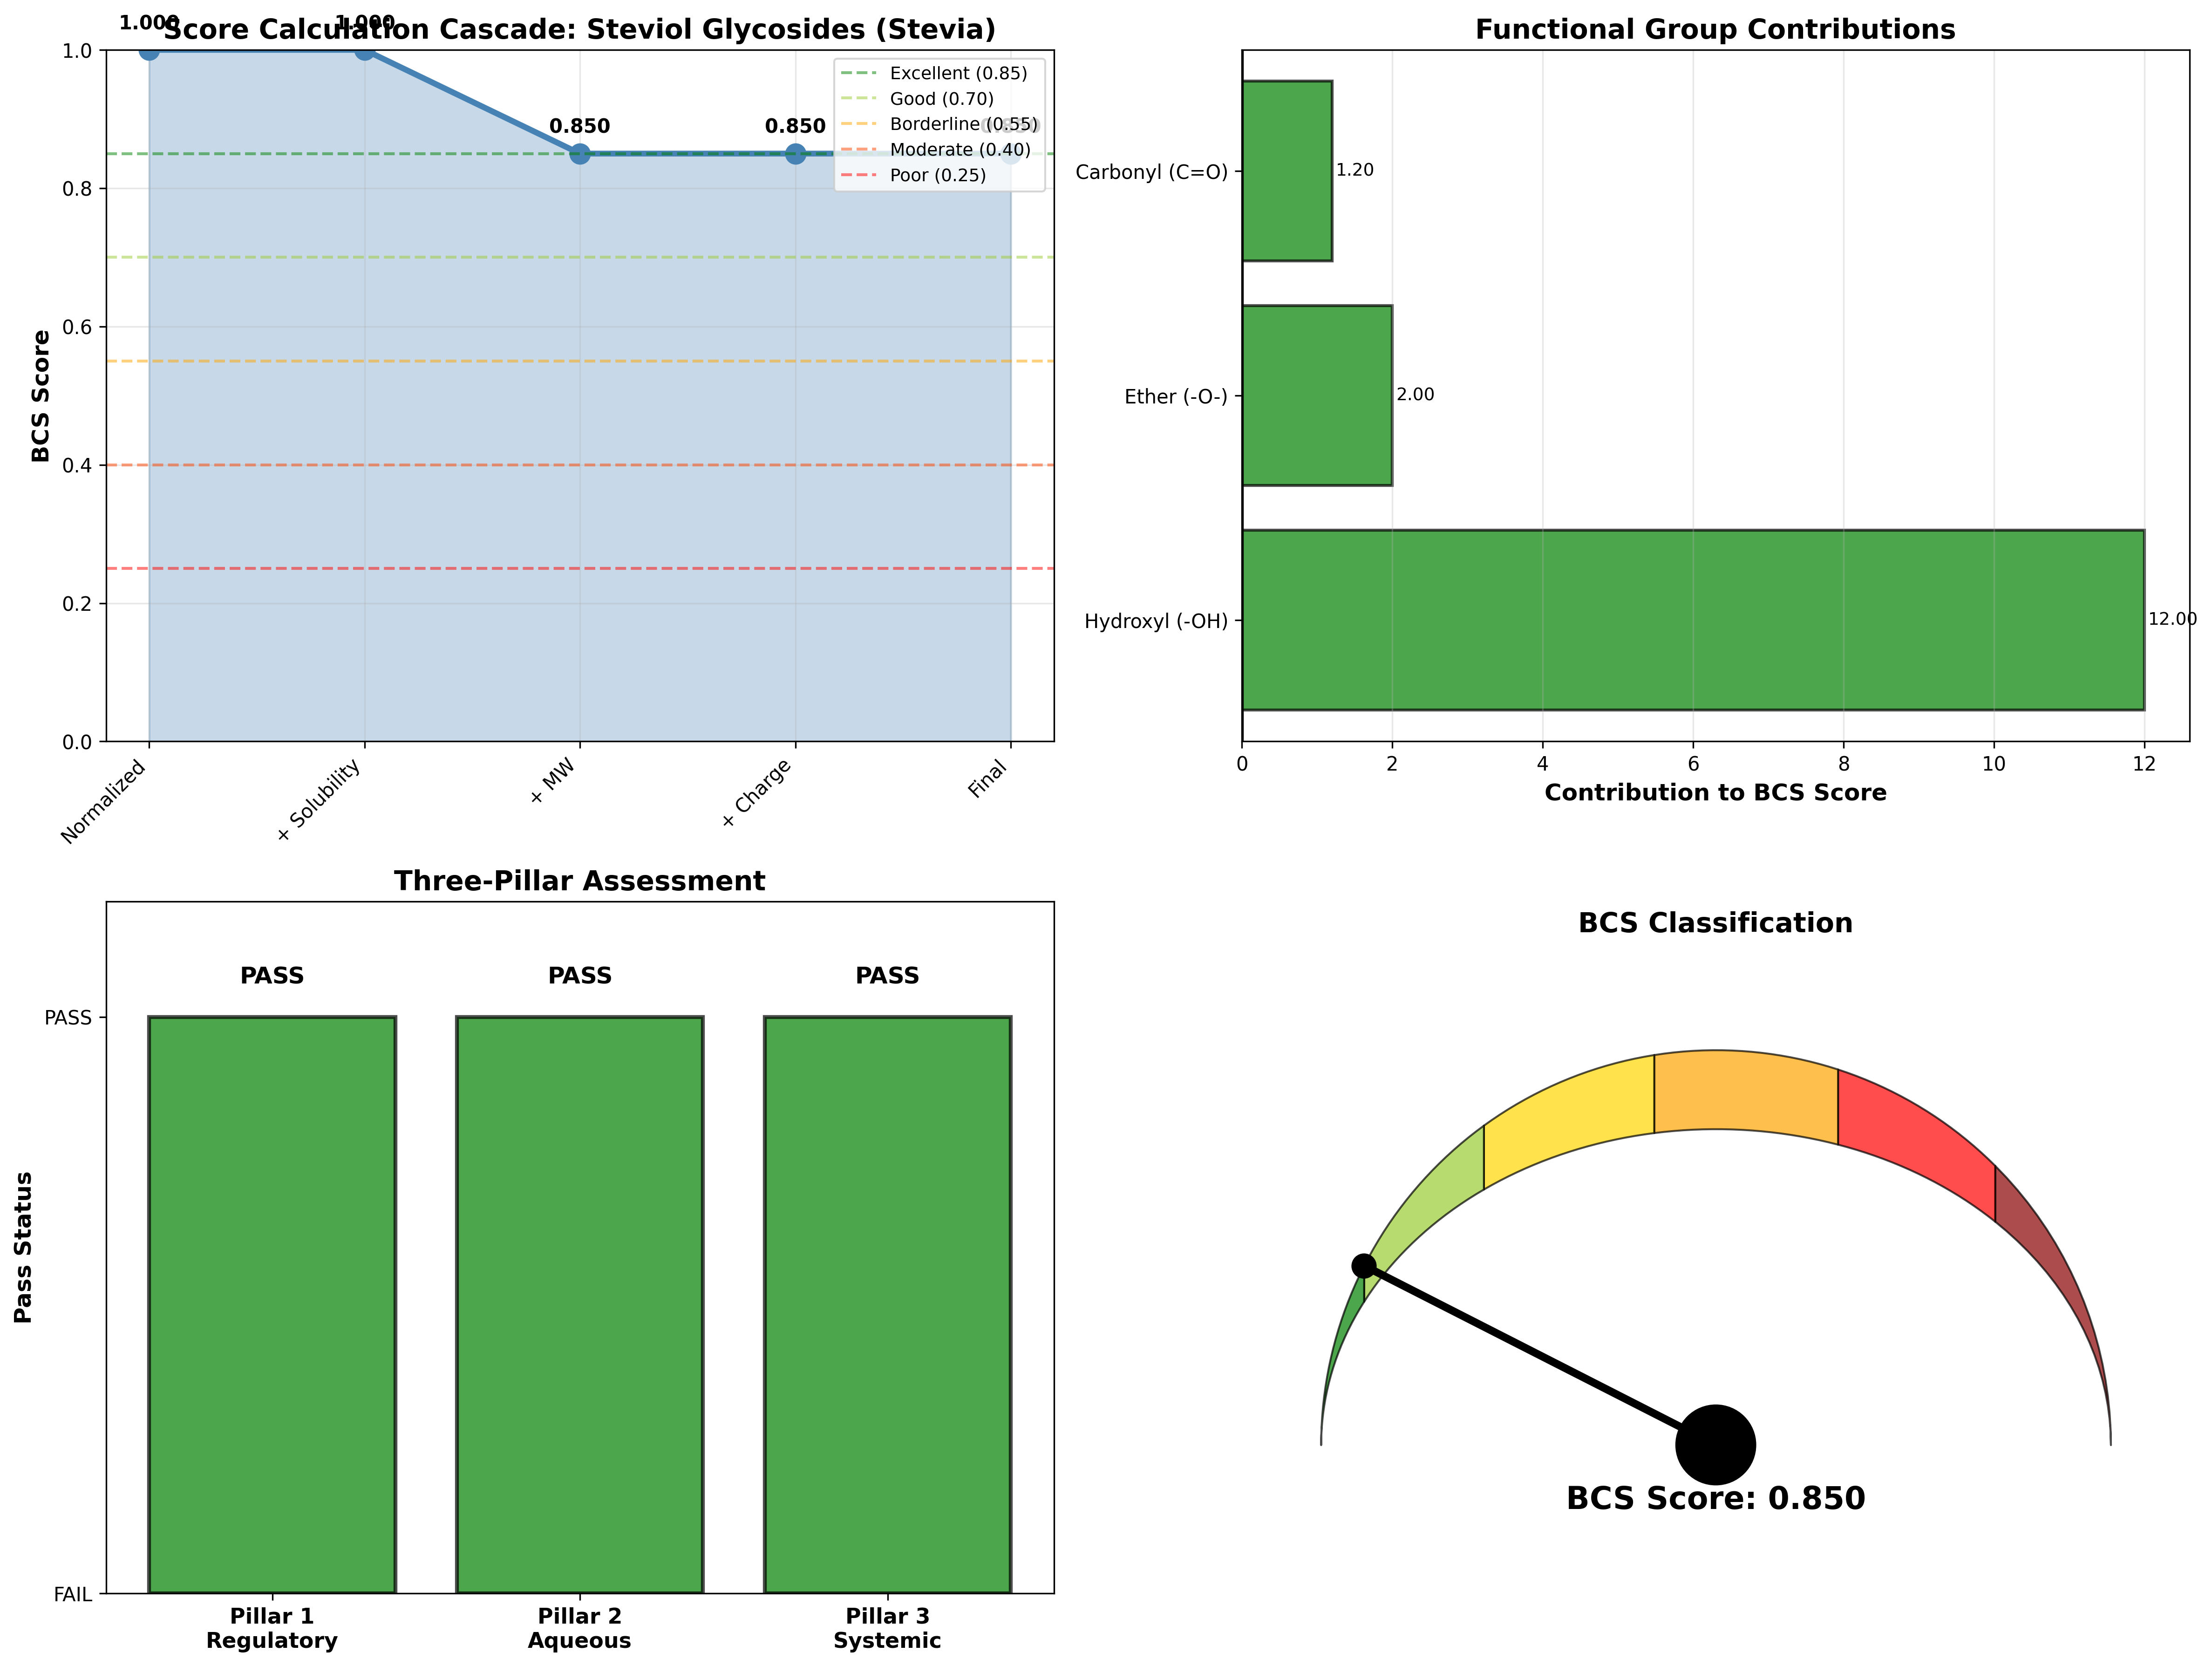 Score Calculation Cascade: Steviol Glycosides (Stevia)
1.000
1.000
0.850
0.850
0.850
Excellent (0.85)
Good (0.70)
Borderline (0.55)
Moderate (0.40)
Poor (0.25)
BCS Score
1.0
0.8
0.6
0.4
0.2
0.0
Normalized
+ Solubility
+ MW
+ Charge
Final
Functional Group Contributions
Carbonyl (C=O)
1.20
Ether (-O-)
2.00
Hydroxyl (-OH)
12.00
0 2 4 6 8 10 12
Contribution to BCS Score
Three-Pillar Assessment
PASS PASS PASS
Pass Status
PASS
FAIL
Pillar 1
Regulatory
Pillar 2
Aqueous
Pillar 3
Systemic
BCS Classification
BCS Score: 0.850